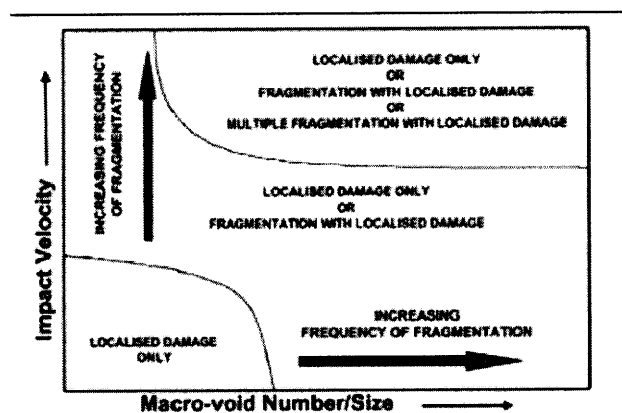 LOCALISED DAMAGE ONLY
OR
FRAGMENTATION WITH LOCALISED DAMAGE
OR
MULTIPLE FRAGMENTATION WITH LOCALISED DAMAGE
INCREASING FREQUENCY
OF FRAGMENTATION
LOCALISED DAMAGE ONLY
OR
FRAGMENTATION WITH LOCALISED DAMAGE
Impact Velocity
INCREASING
FREQUENCY OF FRAGMENTATION
LOCALISED DAMAGE
ONLY
Macro-void Number/Size